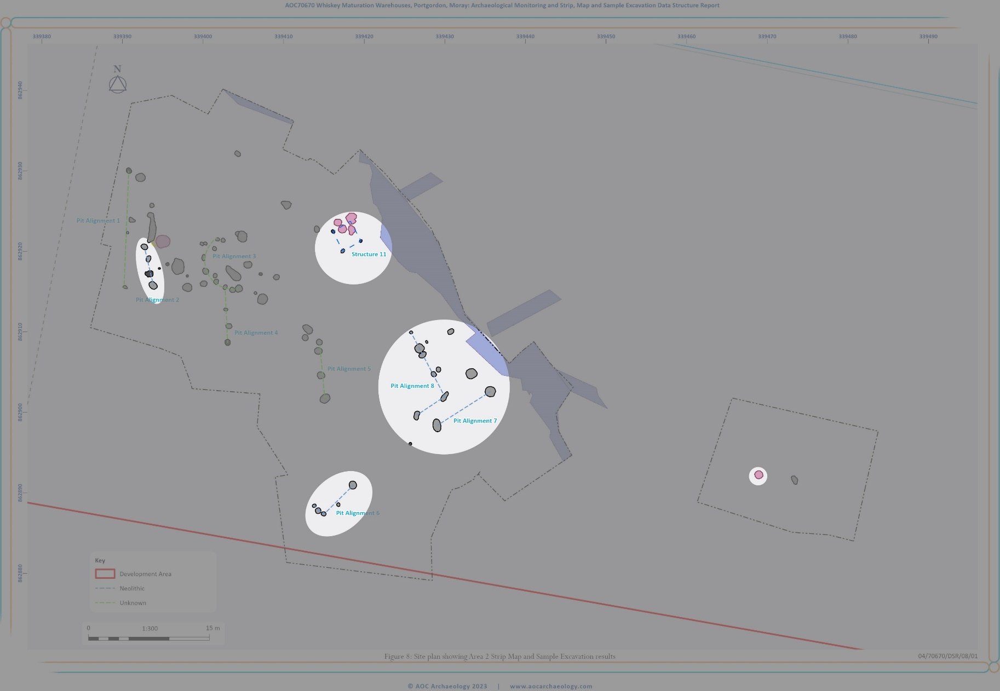 AOC70670 Whiskey Maturation Warehouses, Portgordon, Moray: Archaeological Monitoring and Strip, Map and Sample Excavation Data Structure Report
339380 339390 339400 339410 339420 339430 339440 339450 339460 339470 339480 339490
862940
862930
862920
862910
862900
862890
862880
N
Pit Alignment 1
Structure 11
Pit Alignment 3
Pit Alignment 2
Pit Alignment 4
Pit Alignment 5
Pit Alignment 8
Pit Alignment 7
Pit Alignment 6
Key
Development Area
Neolithic
Unknown
0 1:300 15 m
Figure 8: Site plan showing Area 2 Strip Map and Sample Excavation results
04/70670/DSR/08/01
© AOC Archaeology 2023 | www.aocarchaeology.com